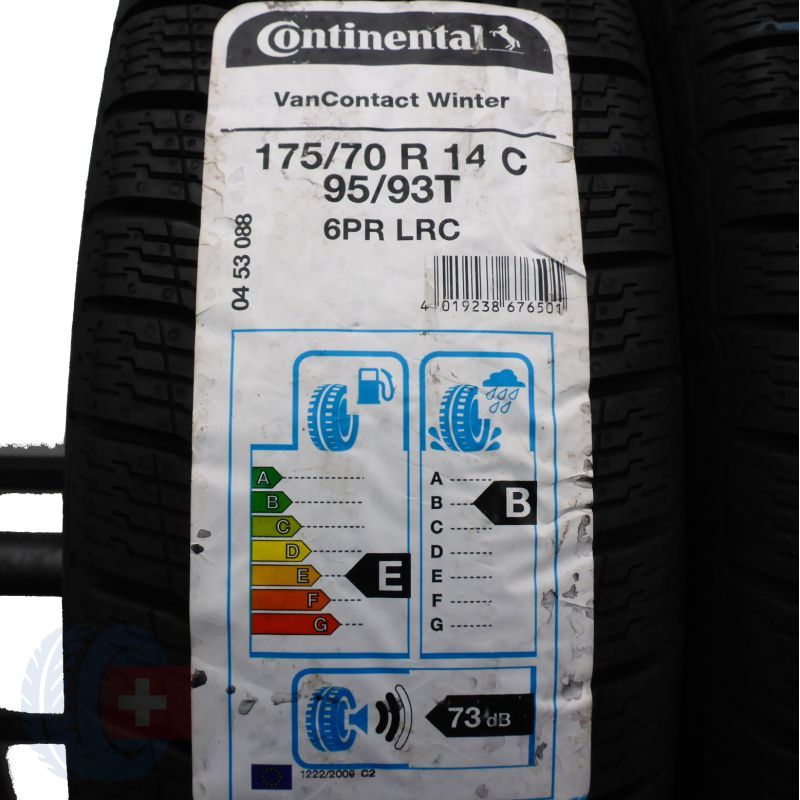 Continental
VanContact Winter
175/70 R 14 C
95/93T
6PR LRC
04 53 088
4 019238 676501
A
B
C
D
E
F
G
E
A
B
C
D
E
F
G
B
73 dB
1222/2009 C2